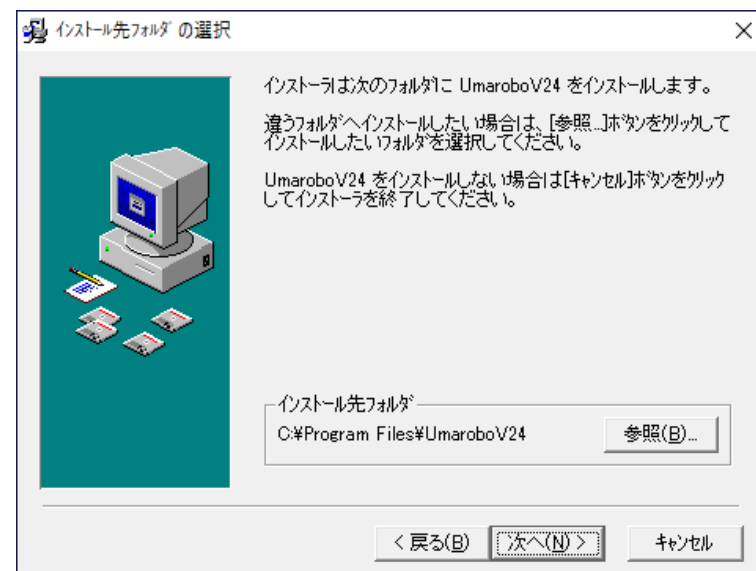 インストール先フォルダの選択
インストーラは次のフォルダに UmaroboV24 をインストールします。
違うフォルダへインストールしたい場合は、[参照...]ボタンをクリックして
インストールしたいフォルダを選択してください。
UmaroboV24 をインストールしない場合は[キャンセル]ボタンをクリック
してインストーラを終了してください。
インストール先フォルダ
C:¥Program Files¥UmaroboV24
参照(B)...
< 戻る(B)
次へ(N) >
キャンセル